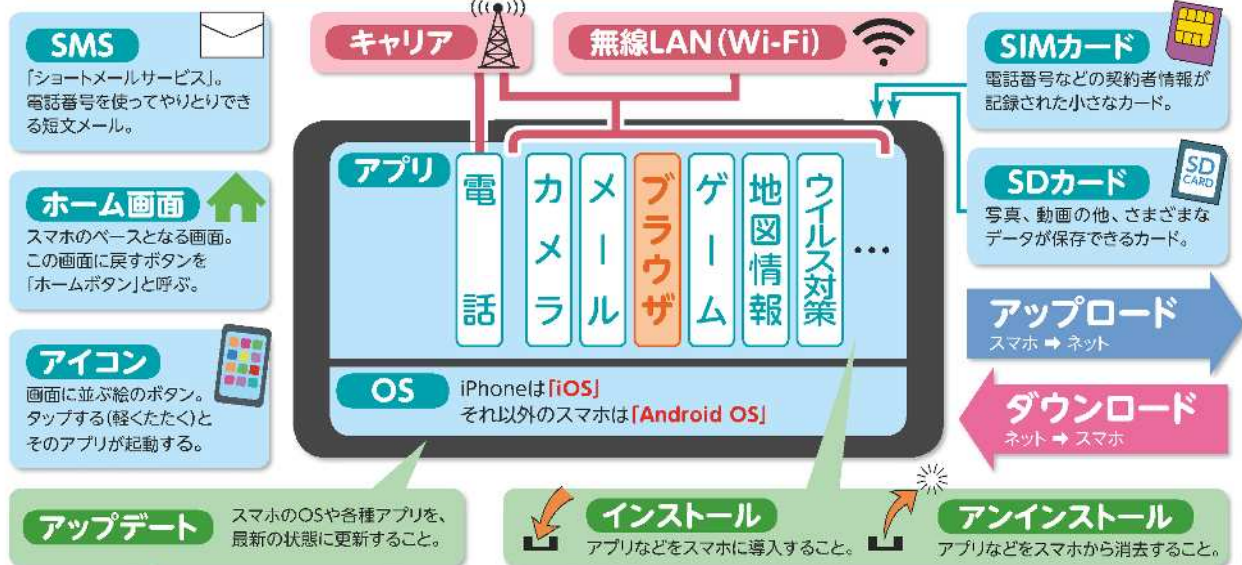 SMS
「ショートメールサービス」。
電話番号を使ってやりとりでき
る短文メール。
キャリア
無線LAN(Wi-Fi)
SIMカード
電話番号などの契約者情報が
記録された小さなカード。
ホーム画面
スマホのベースとなる画面。
この画面に戻すボタンを
「ホームボタン」と呼ぶ。
アプリ
電話
カメラ
メール
ブラウザ
ゲーム
地図情報
ウイルス対策
…
SDカード
SD
CARD
写真、動画の他、さまざまな
データが保存できるカード。
アイコン
画面に並ぶ絵のボタン。
タップする(軽くたたく)と
そのアプリが起動する。
OS
iPhoneは「iOS」
それ以外のスマホは「Android OS」
アップロード
スマホ ➡ ネット
ダウンロード
ネット ➡ スマホ
アップデート
スマホのOSや各種アプリを、
最新の状態に更新すること。
インストール
アプリなどをスマホに導入すること。
アンインストール
アプリなどをスマホから消去すること。